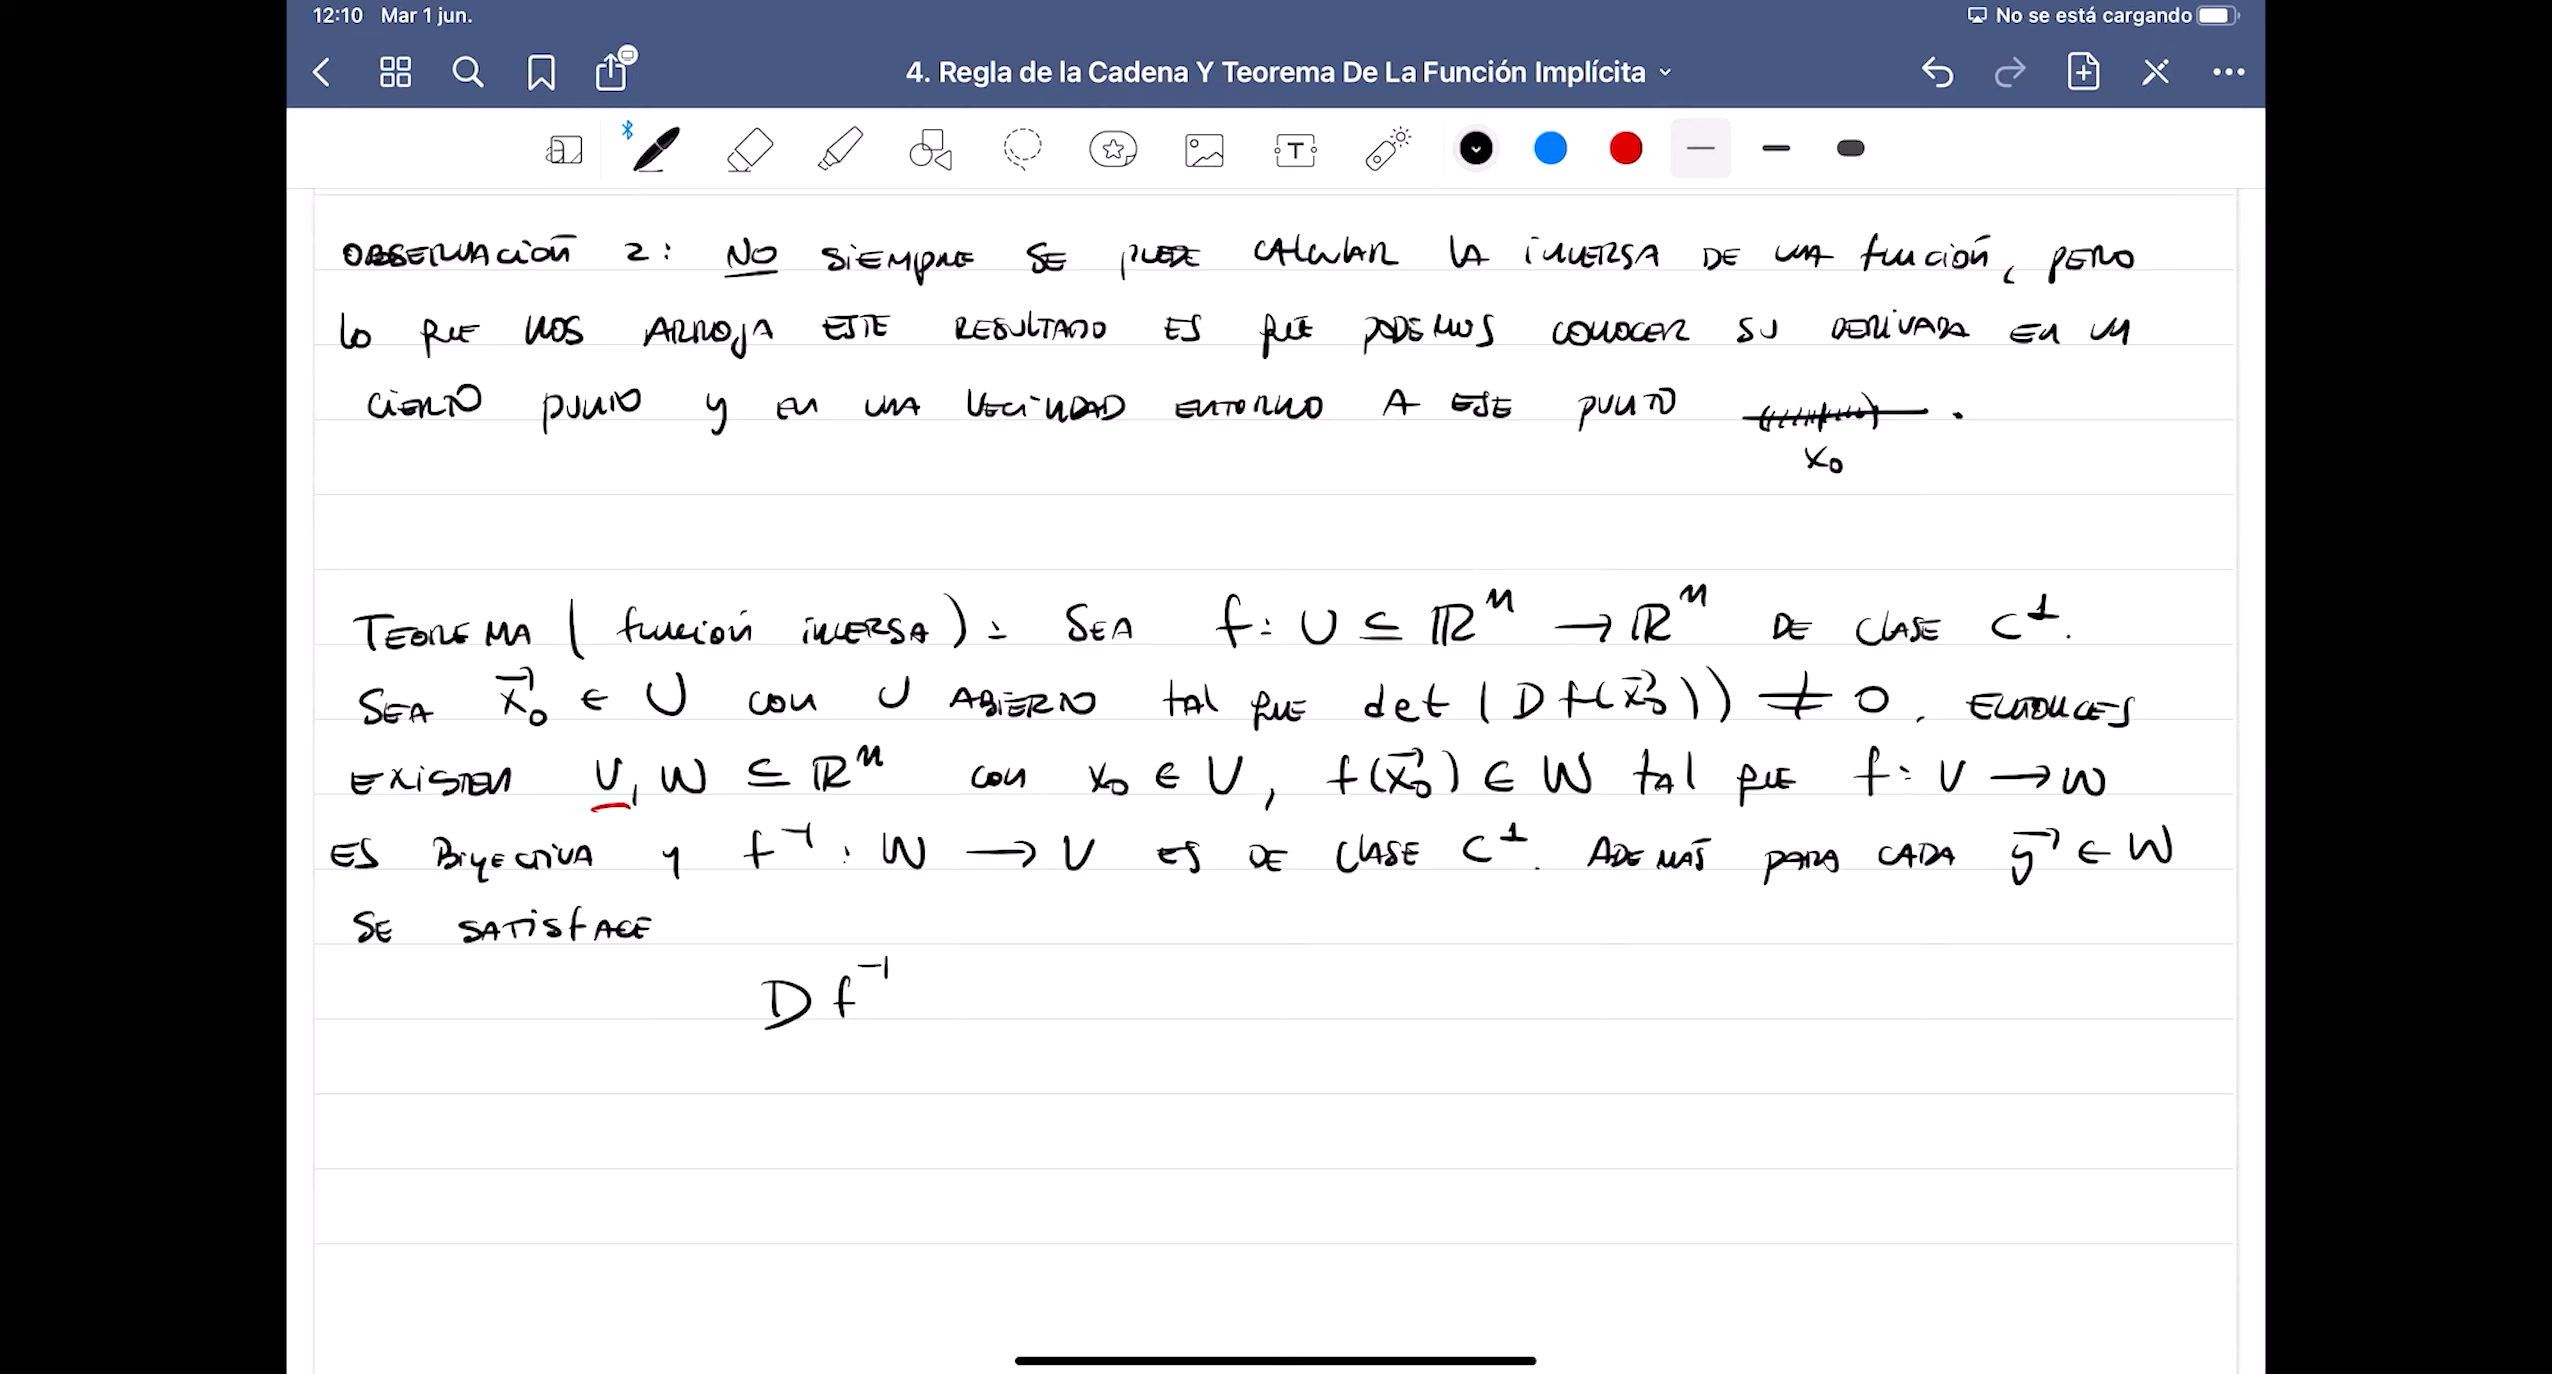 12:10 Mar 1 jun. No se está cargando
4. Regla de la Cadena Y Teorema De La Función Implícita
OBSERVACIÓN 2: NO SIEMPRE SE PUEDE CALCULAR LA INVERSA DE UNA función, PERO
lo QUE NOS ARROJA ESTE RESULTADO ES QUE PODEMOS CONOCER SU DERIVADA EN UN
CIERTO PUNTO y EN UNA VECINDAD ENTORNO A ESE PUNTO .
x₀
TEOREMA (función INVERSA): SEA f: U ⊆ ℝⁿ → ℝⁿ DE CLASE C¹.
SEA x⃗₀ ∈ U CON U ABIERTO tal QUE det (Df(x⃗₀)) ≠ 0. ENTONCES
EXISTEN V, W ⊆ ℝⁿ CON x₀ ∈ V, f(x⃗₀) ∈ W tal QUE f: V → W
ES BIYECTIVA y f⁻¹: W → V ES DE CLASE C¹. ADEMÁS PARA CADA y⃗ ∈ W
SE SATISFACE
D f⁻¹